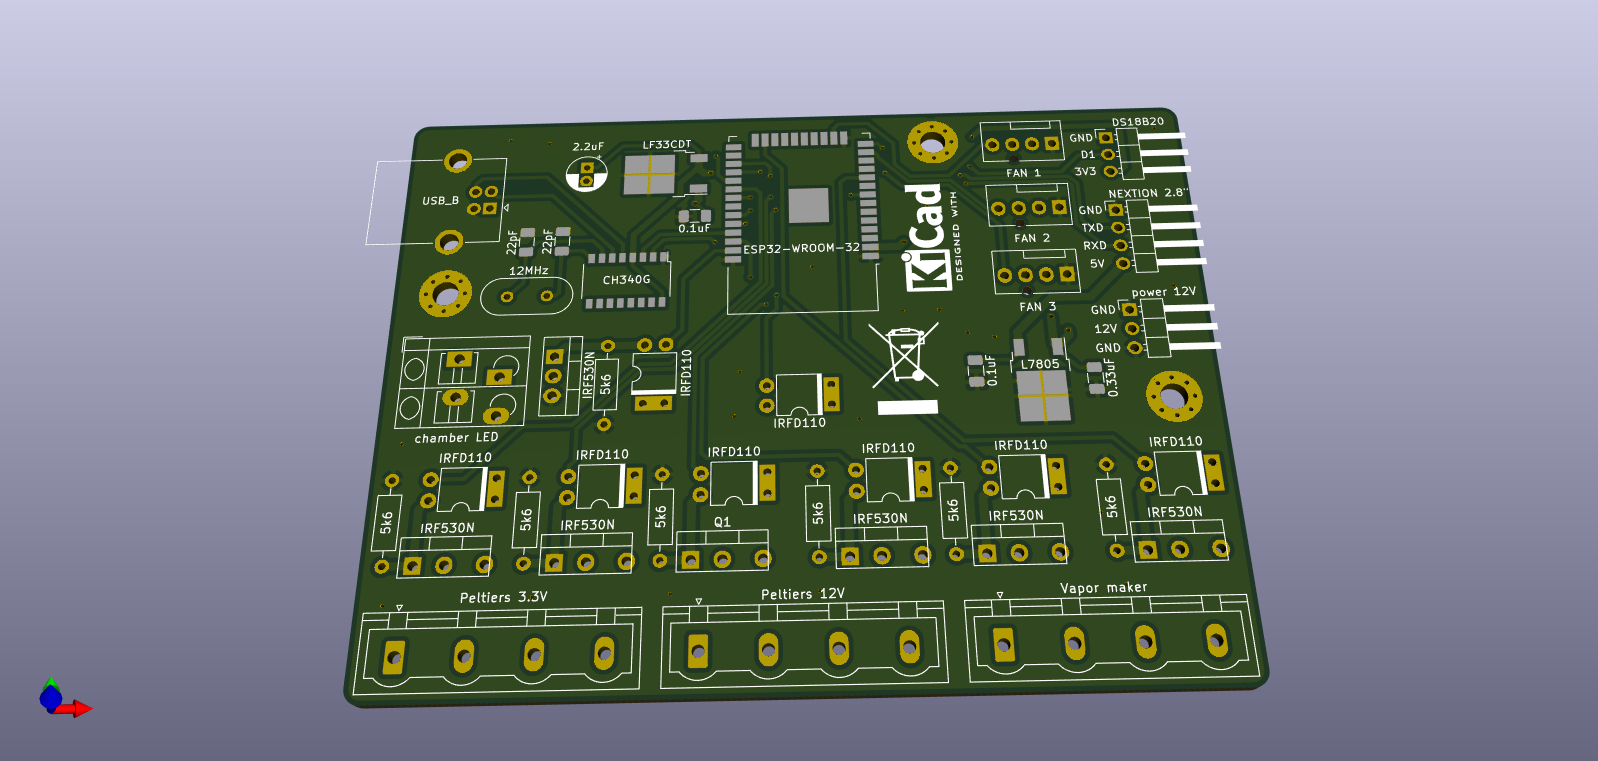 DS18B20
GND
D1
3V3
FAN 1
2.2uF
+
LF33CDT
USB_B
0.1uF
22pF
22pF
12MHz
CH340G
ESP32-WROOM-32
KiCad
DESIGNED WITH
NEXTION 2.8"
GND
TXD
RXD
5V
FAN 2
FAN 3
power 12V
GND
12V
GND
L7805
0.1uF
0.33uF
IRF530N
5k6
IRFD110
IRFD110
chamber LED
IRFD110
IRFD110
IRFD110
IRFD110
IRFD110
IRFD110
5k6
5k6
5k6
5k6
5k6
5k6
IRF530N
IRF530N
Q1
IRF530N
IRF530N
IRF530N
Peltiers 3.3V
Peltiers 12V
Vapor maker